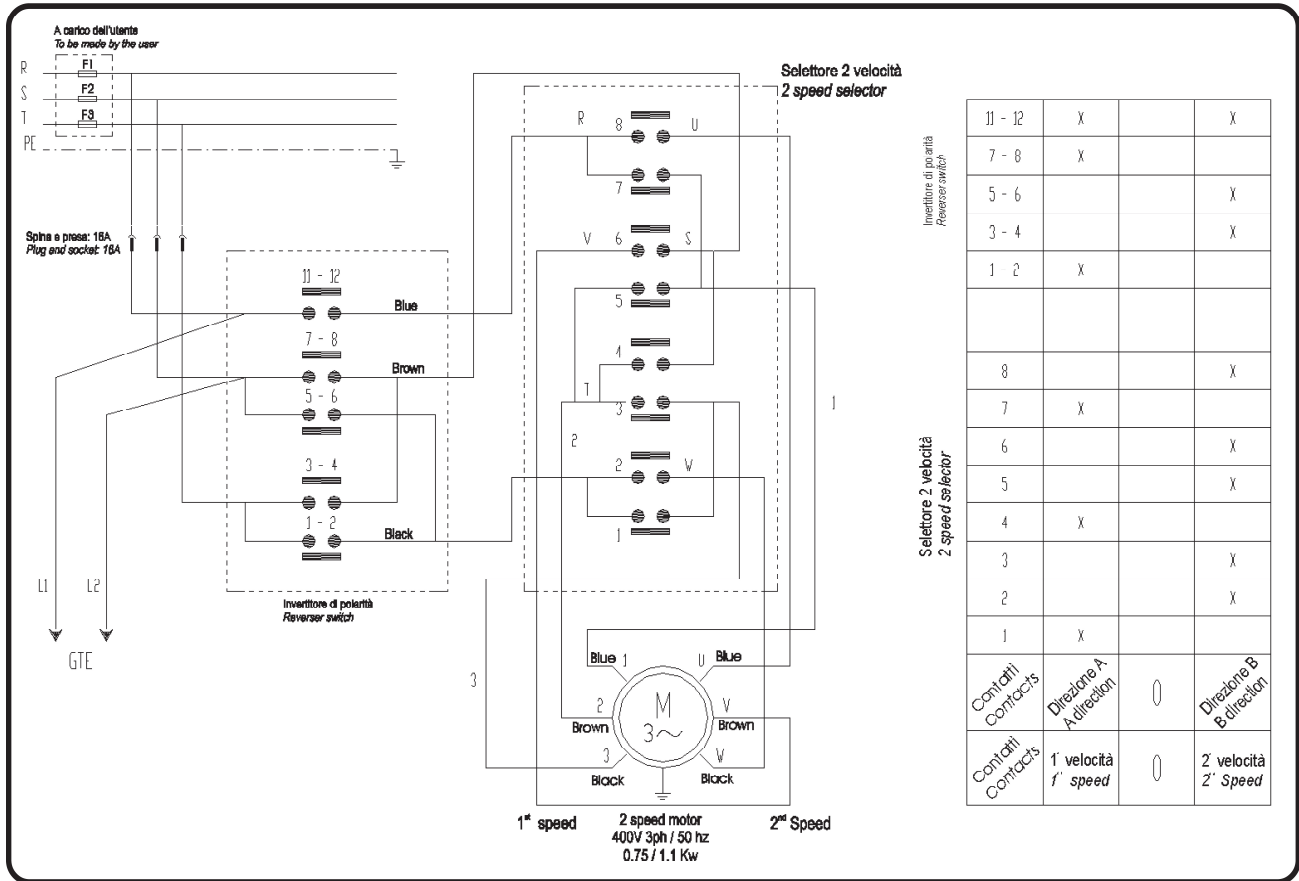 A carico dell'utente
To be made by the user
R
F1
S
F2
T
F3
PE
Spina e presa: 16A
Plug and socket: 16A
11 - 12
Blue
7 - 8
Brown
5 - 6
3 - 4
1 - 2
Black
Invertitore di polarità
Reverser switch
L1
L2
GTE
Selettore 2 velocità
2 speed selector
R
8
U
7
V
6
S
5
4
T
3
2
2
W
1
1
3
Blue
1
U
Blue
2
Brown
M
3~
V
Brown
3
Black
W
Black
1st speed
2 speed motor
400V 3ph / 50 hz
0.75 / 1.1 Kw
2nd Speed
Invertitore di polarità
Reverser switch
11 - 12 X X
7 - 8 X
5 - 6 X
3 - 4 X
1 - 2 X
Selettore 2 velocità
2 speed selector
8 X
7 X
6 X
5 X
4 X
3 X
2 X
1 X
Contatti
Contacts
Direzione A
A direction
0
Direzione B
B direction
Contatti
Contacts
1' velocità
1'' speed
0
2' velocità
2'' Speed